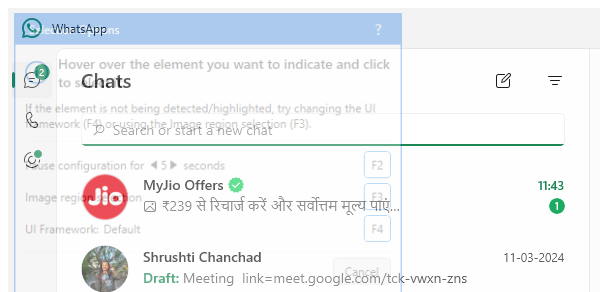 WhatsApp
Selection Options
?
Hover over the element you want to indicate and click
to select it.
2
Chats
If the element is not being detected/highlighted, try changing the UI
framework (F4) or using the Image region selection (F3).
Search or start a new chat
Pause configuration for 5 seconds
F2
Jio
MyJio Offers
11:43
Image region selection
F3
₹239 से रिचार्ज करें और सर्वोत्तम मूल्य पाएं...
1
UI Framework: Default
F4
Shrushti Chanchad
11-03-2024
Cancel
Draft: Meeting link=meet.google.com/tck-vwxn-zns